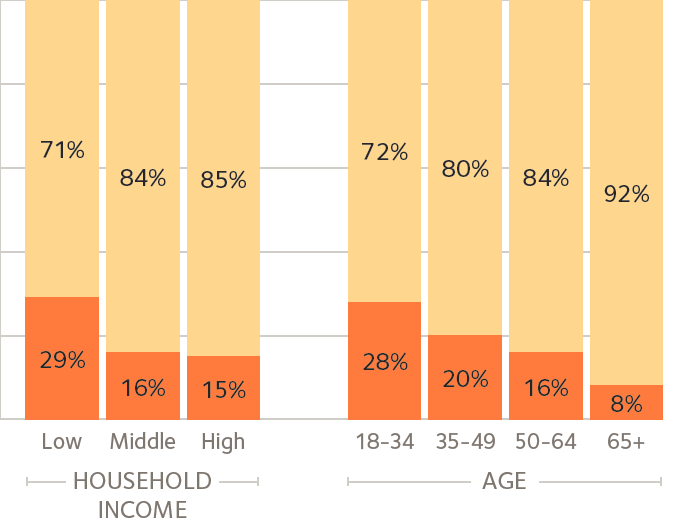 71%
84%
85%
72%
80%
84%
92%
29%
16%
15%
28%
20%
16%
8%
Low Middle High
18–34 35–49 50–64 65+
HOUSEHOLD
INCOME
AGE